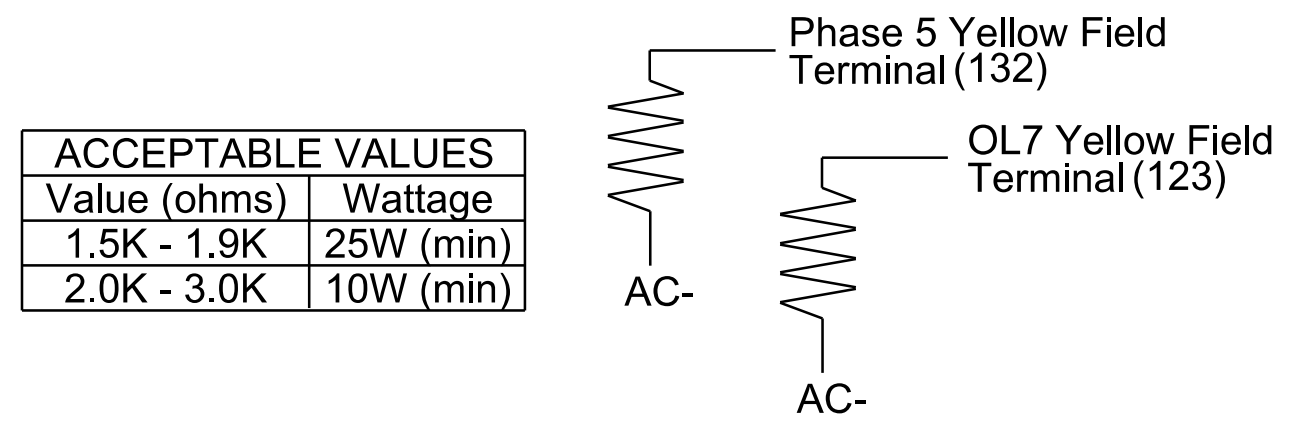 ACCEPTABLE VALUES
Value (ohms) Wattage
1.5K - 1.9K 25W (min)
2.0K - 3.0K 10W (min)
Phase 5 Yellow Field
Terminal (132)
AC-
OL7 Yellow Field
Terminal (123)
AC-